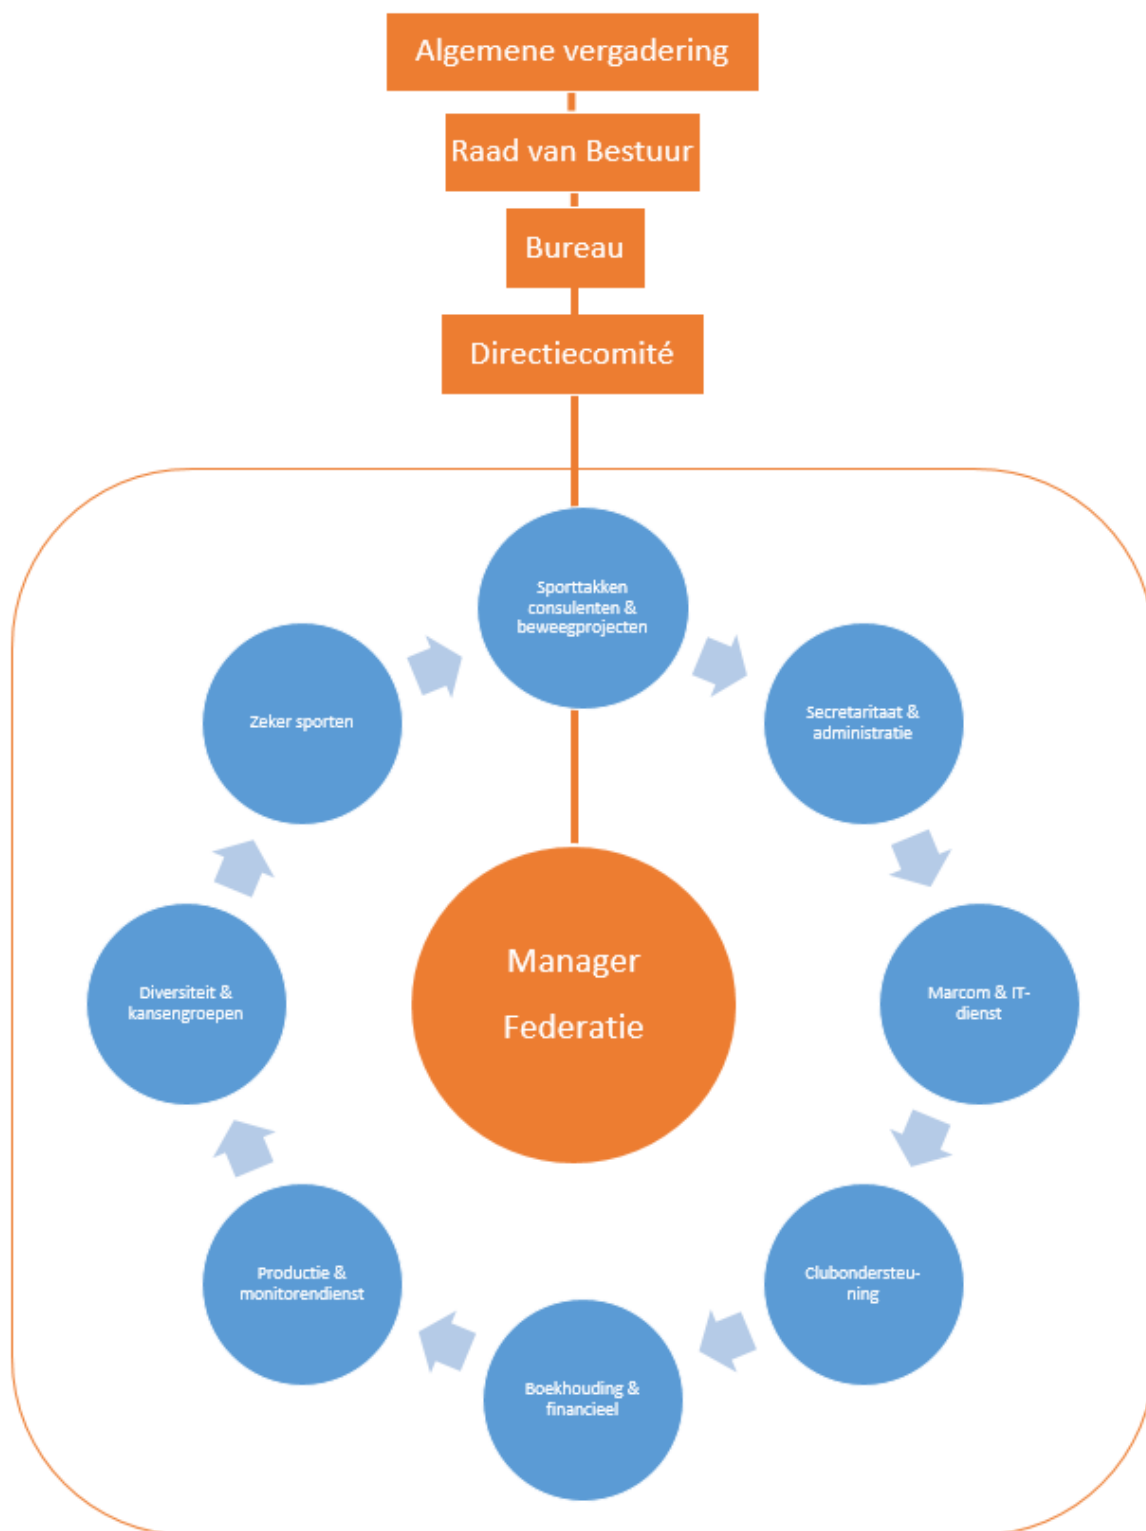 Algemene vergadering
Raad van Bestuur
Bureau
Directiecomité
Sporttakken
consulenten &
beweegprojecten
Zeker sporten
Secretaritaat &
administratie
Manager
Federatie
Diversiteit &
kansengroepen
Marcom & IT-
dienst
Productie &
monitorendienst
Clubondersteu-
ning
Boekhouding &
financieel